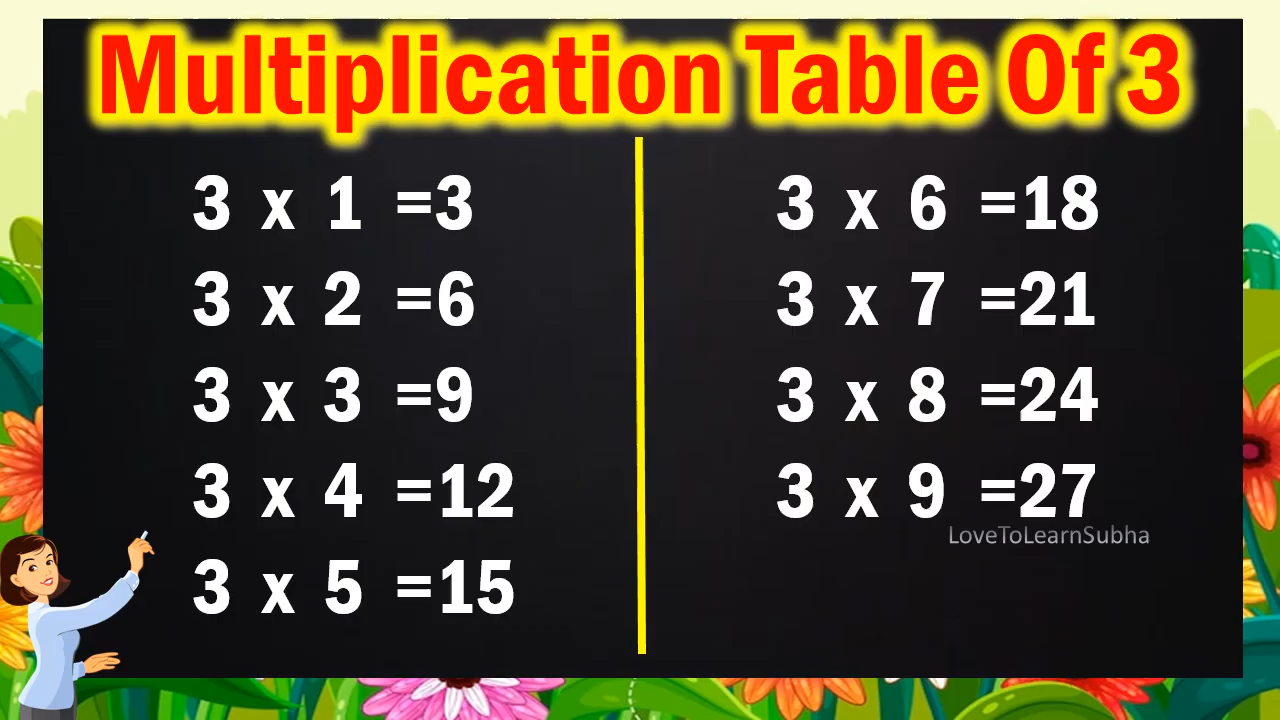 Multiplication Table Of 3
3 x 1 =3
3 x 2 =6
3 x 3 =9
3 x 4 =12
3 x 5 =15
3 x 6 =18
3 x 7 =21
3 x 8 =24
3 x 9 =27
LoveToLearnSubha